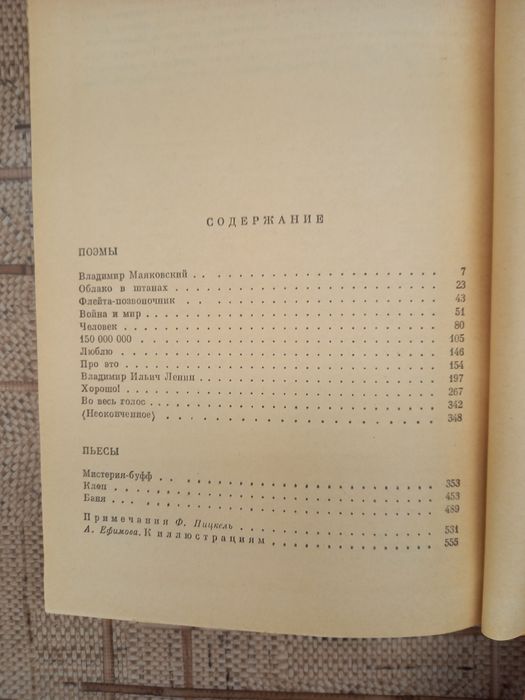 СОДЕРЖАНИЕ
ПОЭМЫ
Владимир Маяковский . . . . . . . . . . . . . . . . . . 7
Облако в штанах . . . . . . . . . . . . . . . . . . 23
Флейта-позвоночник . . . . . . . . . . . . . . . . . . 43
Война и мир . . . . . . . . . . . . . . . . . . 51
Человек . . . . . . . . . . . . . . . . . . 80
150 000 000 . . . . . . . . . . . . . . . . . . 105
Люблю . . . . . . . . . . . . . . . . . . 146
Про это . . . . . . . . . . . . . . . . . . 154
Владимир Ильич Ленин . . . . . . . . . . . . . . . . . . 197
Хорошо! . . . . . . . . . . . . . . . . . . 267
Во весь голос . . . . . . . . . . . . . . . . . . 342
(Неоконченное) . . . . . . . . . . . . . . . . . . 348
ПЬЕСЫ
Мистерия-буфф . . . . . . . . . . . . . . . . . . 353
Клоп . . . . . . . . . . . . . . . . . . 453
Баня . . . . . . . . . . . . . . . . . . 489
Примечания Ф. Пицкель . . . . . . . . . . . . . . . . . . 531
А. Ефимова. К иллюстрациям . . . . . . . . . . . . . . . . . . 555